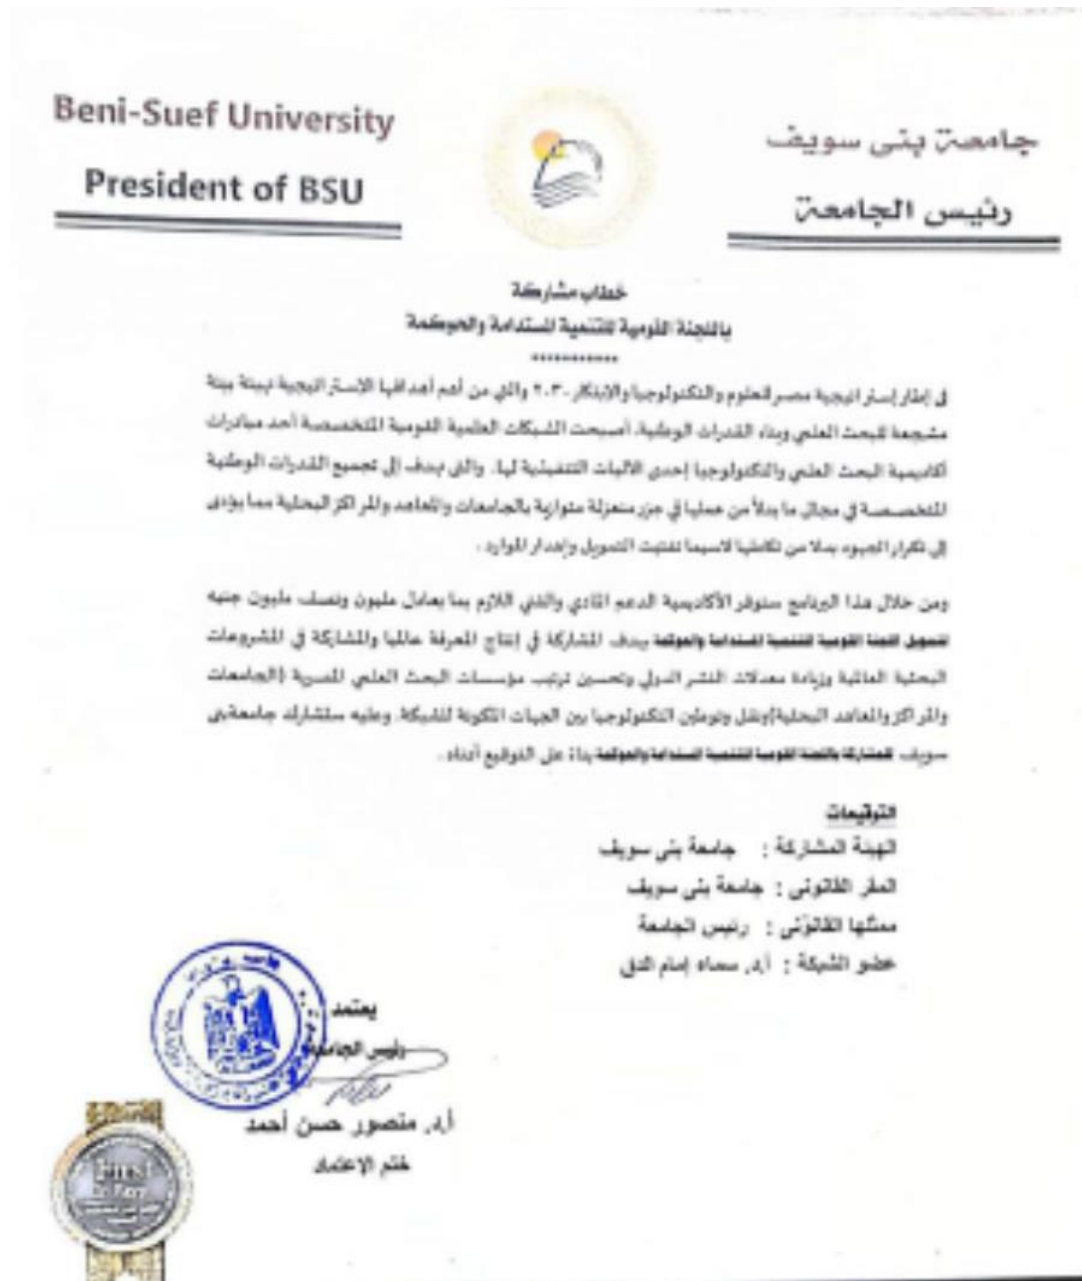 Beni-Suef University
President of BSU
جامعة بنى سويف
رئيس الجامعة
خطاب مشاركة
باللجنة القومية للتنمية المستدامة والحوكمة
***********
في إطار إستراتيجية مصر للعلوم والتكنولوجيا والابتكار ٢٠٣٠ والتي من أهم أهدافها الاستراتيجية تهيئة بيئة
مشجعة للبحث العلمي وبناء القدرات الوطنية. أصبحت الشبكات العلمية القومية المتخصصة أحد مبادرات
أكاديمية البحث العلمي والتكنولوجيا إحدى الآليات التنفيذية لها. والتي تهدف إلى تجميع القدرات الوطنية
المتخصصة في مجال ما بدلاً من عملها في جزر منعزلة متوازية بالجامعات والمعاهد والمراكز البحثية مما يؤدى
إلى تكرار الجهود بدلا من تكاملها لاسيما تفتيت التمويل وإهدار الموارد .
ومن خلال هذا البرنامج ستوفر الأكاديمية الدعم المادي والفني اللازم بما يعادل مليون ونصف مليون جنيه
لتمويل اللجنة القومية للتنمية المستدامة والحوكمة بهدف المشاركة في إنتاج المعرفة عالميا والمشاركة في المشروعات
البحثية العالمية وزيادة معدلات النشر الدولي وتحسين ترتيب مؤسسات البحث العلمي المصرية (الجامعات
والمراكز والمعاهد البحثية) ونقل وتوطين التكنولوجيا بين الجهات المكونة للشبكة. وعليه ستشارك جامعة بنى
سويف للمشاركة باللجنة القومية للتنمية المستدامة والحوكمة بناءً على التوقيع أدناه .
التوقيعات
الهيئة المشاركة : جامعة بنى سويف
المقر القانونى : جامعة بنى سويف
ممثلها القانونى : رئيس الجامعة
عضو الشبكة : أ.د. سماء إمام الدق
يعتمد
رئيس الجامعة
أ.د. منصور حسن أحمد
ختم الإعتماد